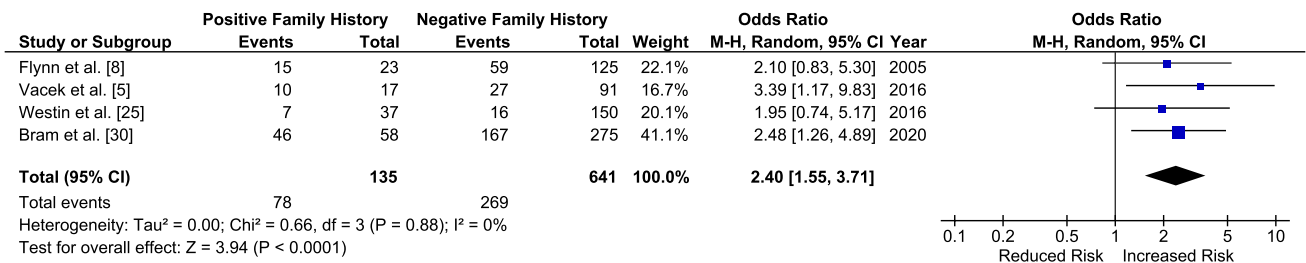 Positive Family History Negative Family History Odds Ratio Odds Ratio
Study or Subgroup Events Total Events Total Weight M-H, Random, 95% CI Year M-H, Random, 95% CI
Flynn et al. [8] 15 23 59 125 22.1% 2.10 [0.83, 5.30] 2005
Vacek et al. [5] 10 17 27 91 16.7% 3.39 [1.17, 9.83] 2016
Westin et al. [25] 7 37 16 150 20.1% 1.95 [0.74, 5.17] 2016
Bram et al. [30] 46 58 167 275 41.1% 2.48 [1.26, 4.89] 2020
Total (95% CI) 135 641 100.0% 2.40 [1.55, 3.71]
Total events 78 269
Heterogeneity: Tau² = 0.00; Chi² = 0.66, df = 3 (P = 0.88); I² = 0%
Test for overall effect: Z = 3.94 (P < 0.0001)
0.1 0.2 0.5 1 2 5 10
Reduced Risk Increased Risk